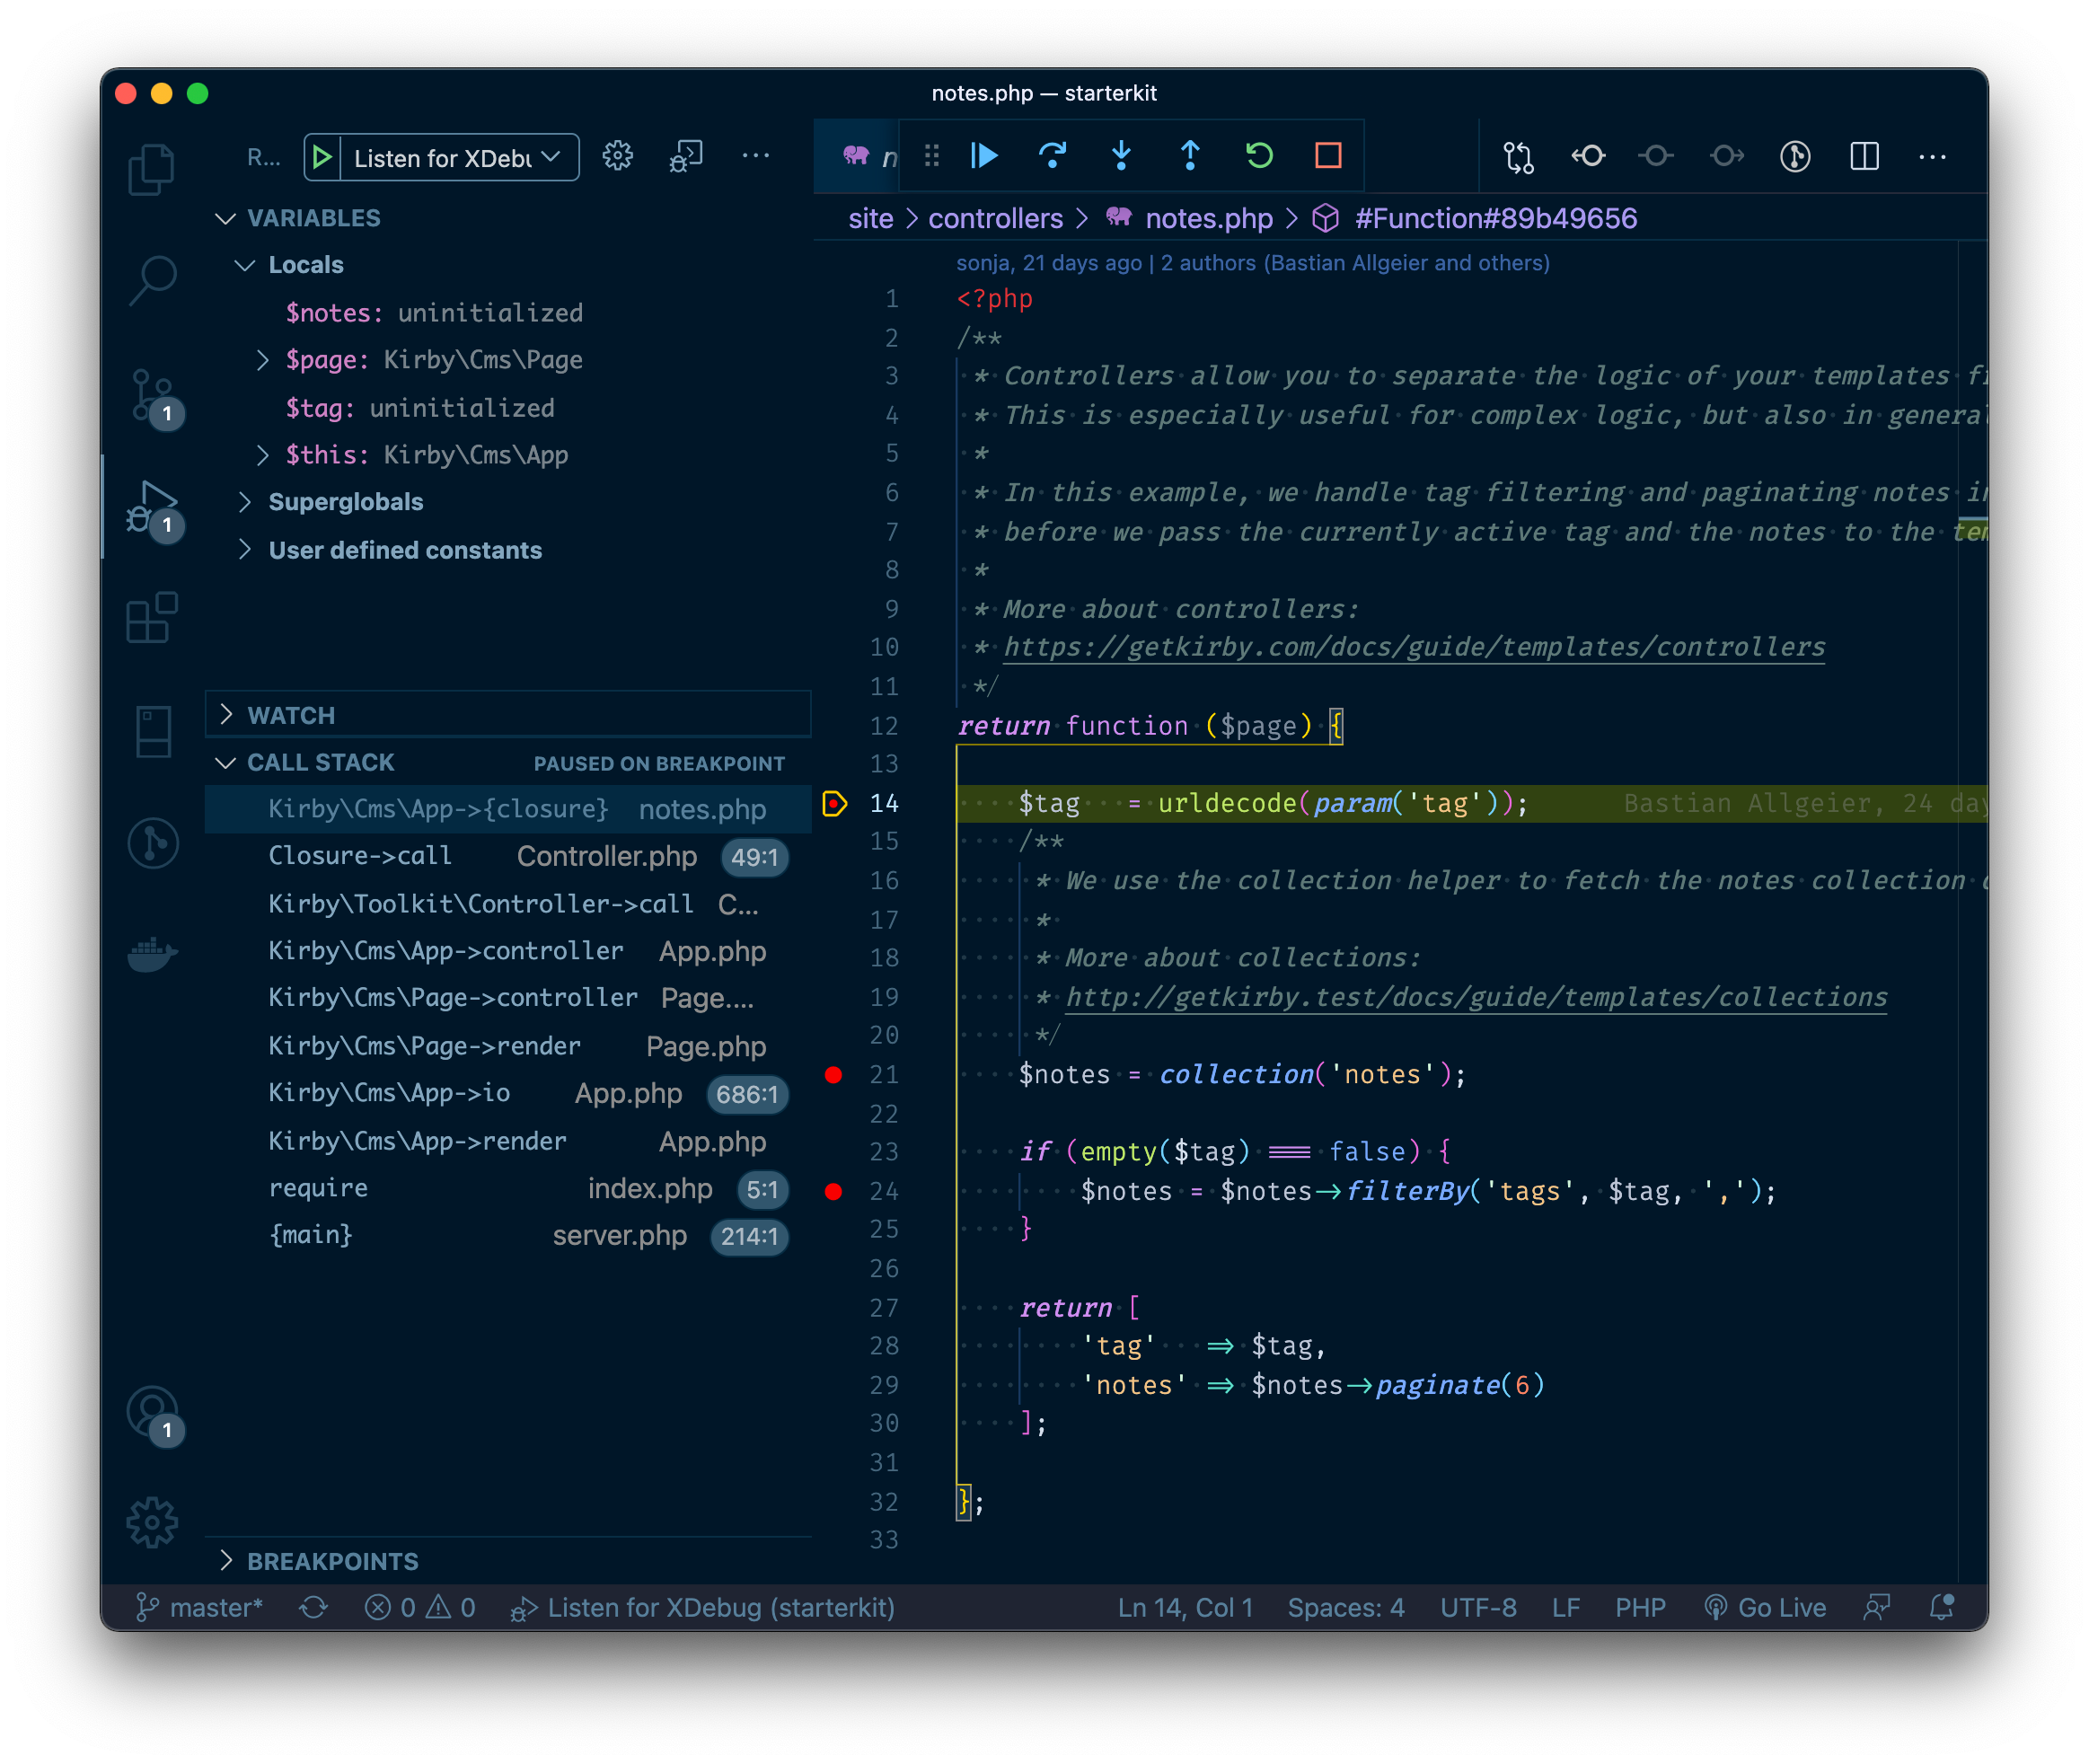 notes.php — starterkit
R... Listen for XDebu
VARIABLES
Locals
$notes: uninitialized
$page: Kirby\Cms\Page
$tag: uninitialized
$this: Kirby\Cms\App
Superglobals
User defined constants
WATCH
CALL STACK PAUSED ON BREAKPOINT
Kirby\Cms\App->{closure} notes.php
Closure->call Controller.php 49:1
Kirby\Toolkit\Controller->call C...
Kirby\Cms\App->controller App.php
Kirby\Cms\Page->controller Page....
Kirby\Cms\Page->render Page.php
Kirby\Cms\App->io App.php 686:1
Kirby\Cms\App->render App.php
require index.php 5:1
{main} server.php 214:1
BREAKPOINTS
1
1
1
n
site > controllers > notes.php > #Function#89b49656
sonja, 21 days ago | 2 authors (Bastian Allgeier and others)
1 <?php
2 /**
3 * Controllers allow you to separate the logic of your templates f
4 * This is especially useful for complex logic, but also in general
5 *
6 * In this example, we handle tag filtering and paginating notes in
7 * before we pass the currently active tag and the notes to the tem
8 *
9 * More about controllers:
10 * https://getkirby.com/docs/guide/templates/controllers
11 */
12 return function ($page) {
13
14 $tag = urldecode(param('tag')); Bastian Allgeier, 24 day
15 /**
16 * We use the collection helper to fetch the notes collection
17 *
18 * More about collections:
19 * http://getkirby.test/docs/guide/templates/collections
20 */
21 $notes = collection('notes');
22
23 if (empty($tag) === false) {
24 $notes = $notes->filterBy('tags', $tag, ',');
25 }
26
27 return [
28 'tag' => $tag,
29 'notes' => $notes->paginate(6)
30 ];
31
32 };
33
master* 0 0 Listen for XDebug (starterkit) Ln 14, Col 1 Spaces: 4 UTF-8 LF PHP Go Live